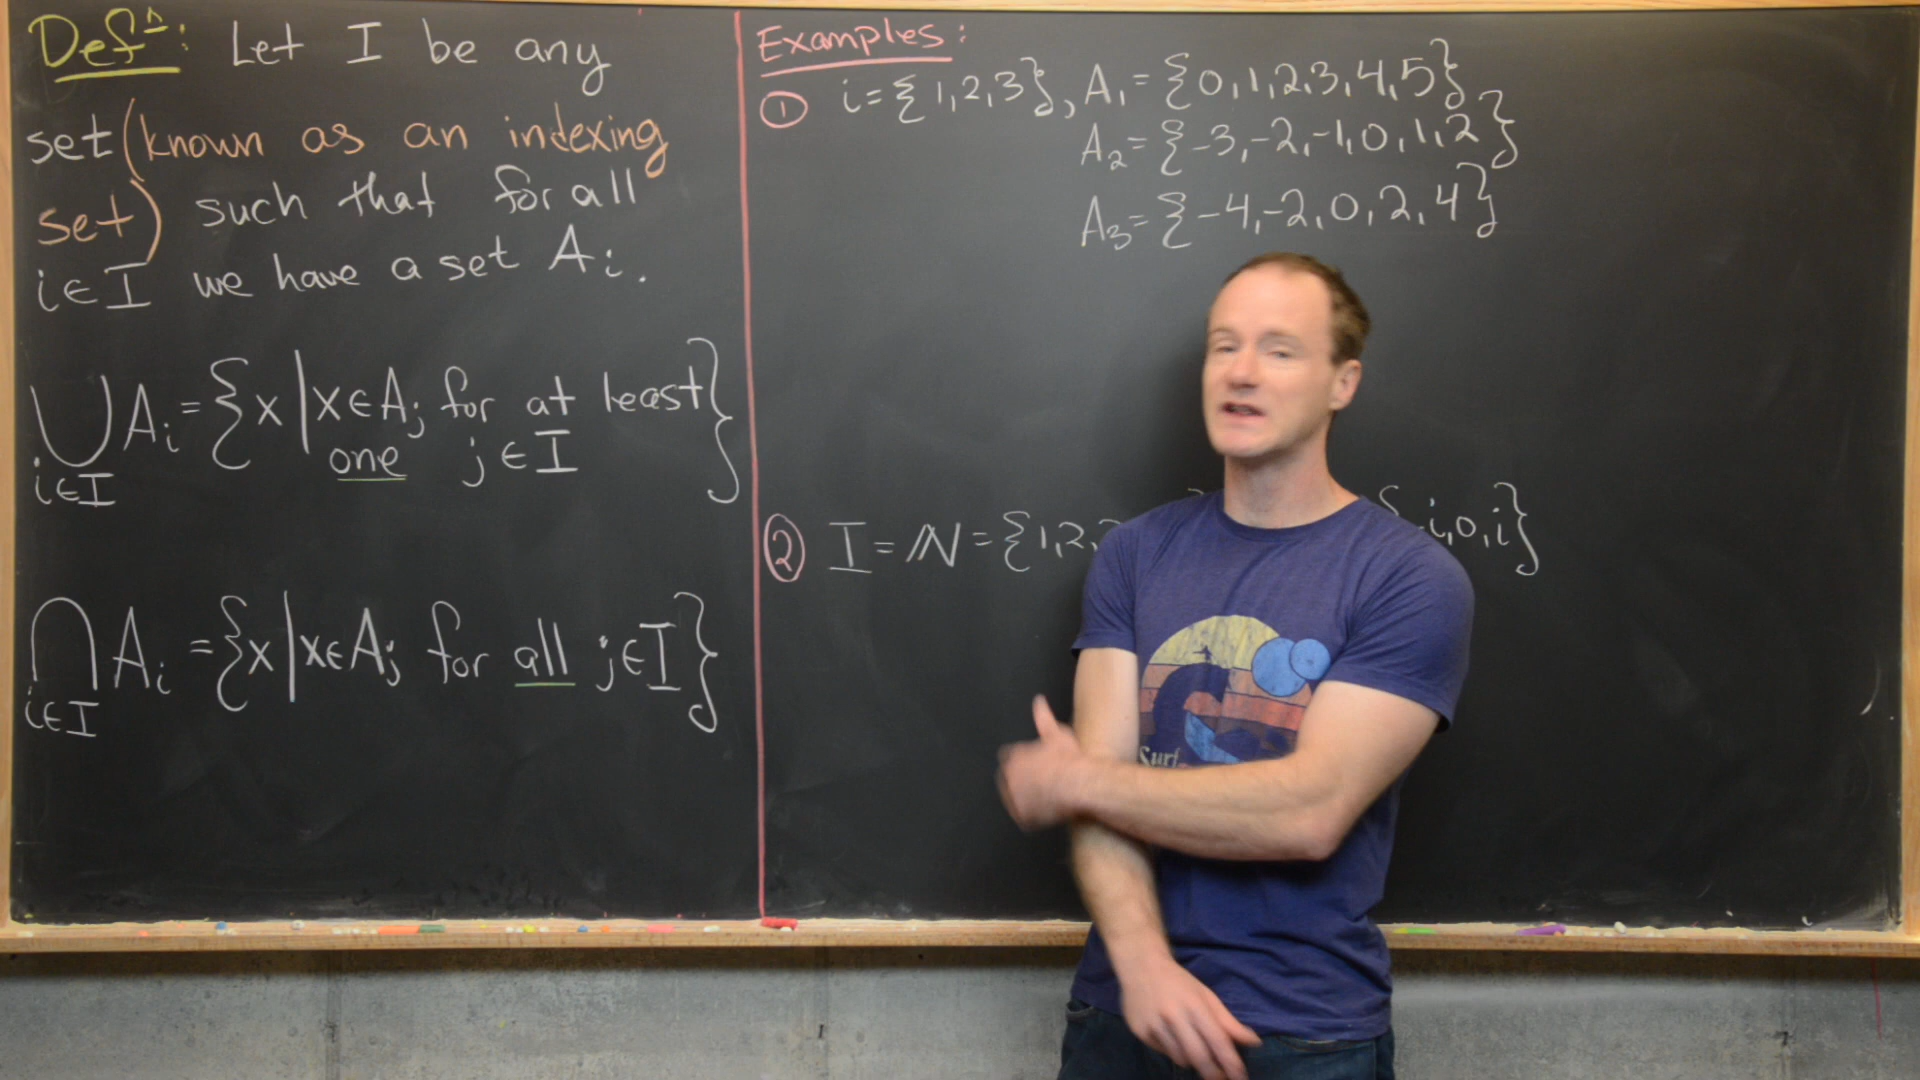 Defⁿ: Let I be any
set (known as an indexing
set) such that for all
i∈I we have a set Aᵢ.
⋃ Aᵢ = {x | x∈Aⱼ for at least
one j∈I}
i∈I
⋂ Aᵢ = {x | x∈Aⱼ for all j∈I}
i∈I
Examples:
① i = {1,2,3}, A₁ = {0,1,2,3,4,5}
A₂ = {-3,-2,-1,0,1,2}
A₃ = {-4,-2,0,2,4}
② I = ℕ = {1,2, i,0,i}
Surf